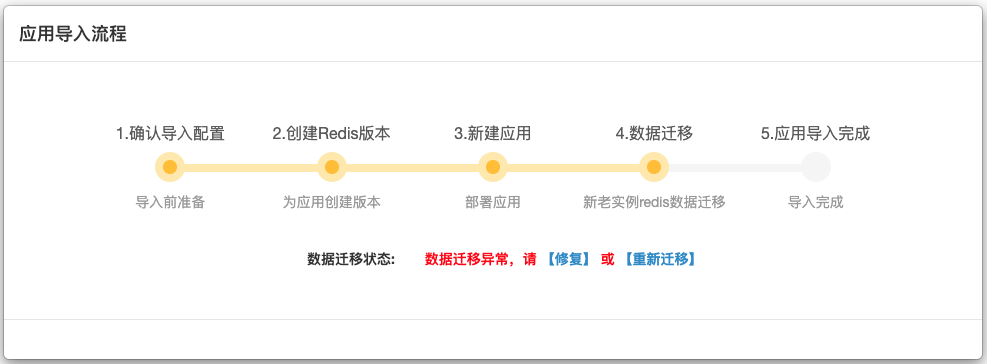 应用导入流程
1.确认导入配置 2.创建Redis版本 3.新建应用 4.数据迁移 5.应用导入完成
导入前准备 为应用创建版本 部署应用 新老实例redis数据迁移 导入完成
数据迁移状态: 数据迁移异常，请 【修复】 或 【重新迁移】